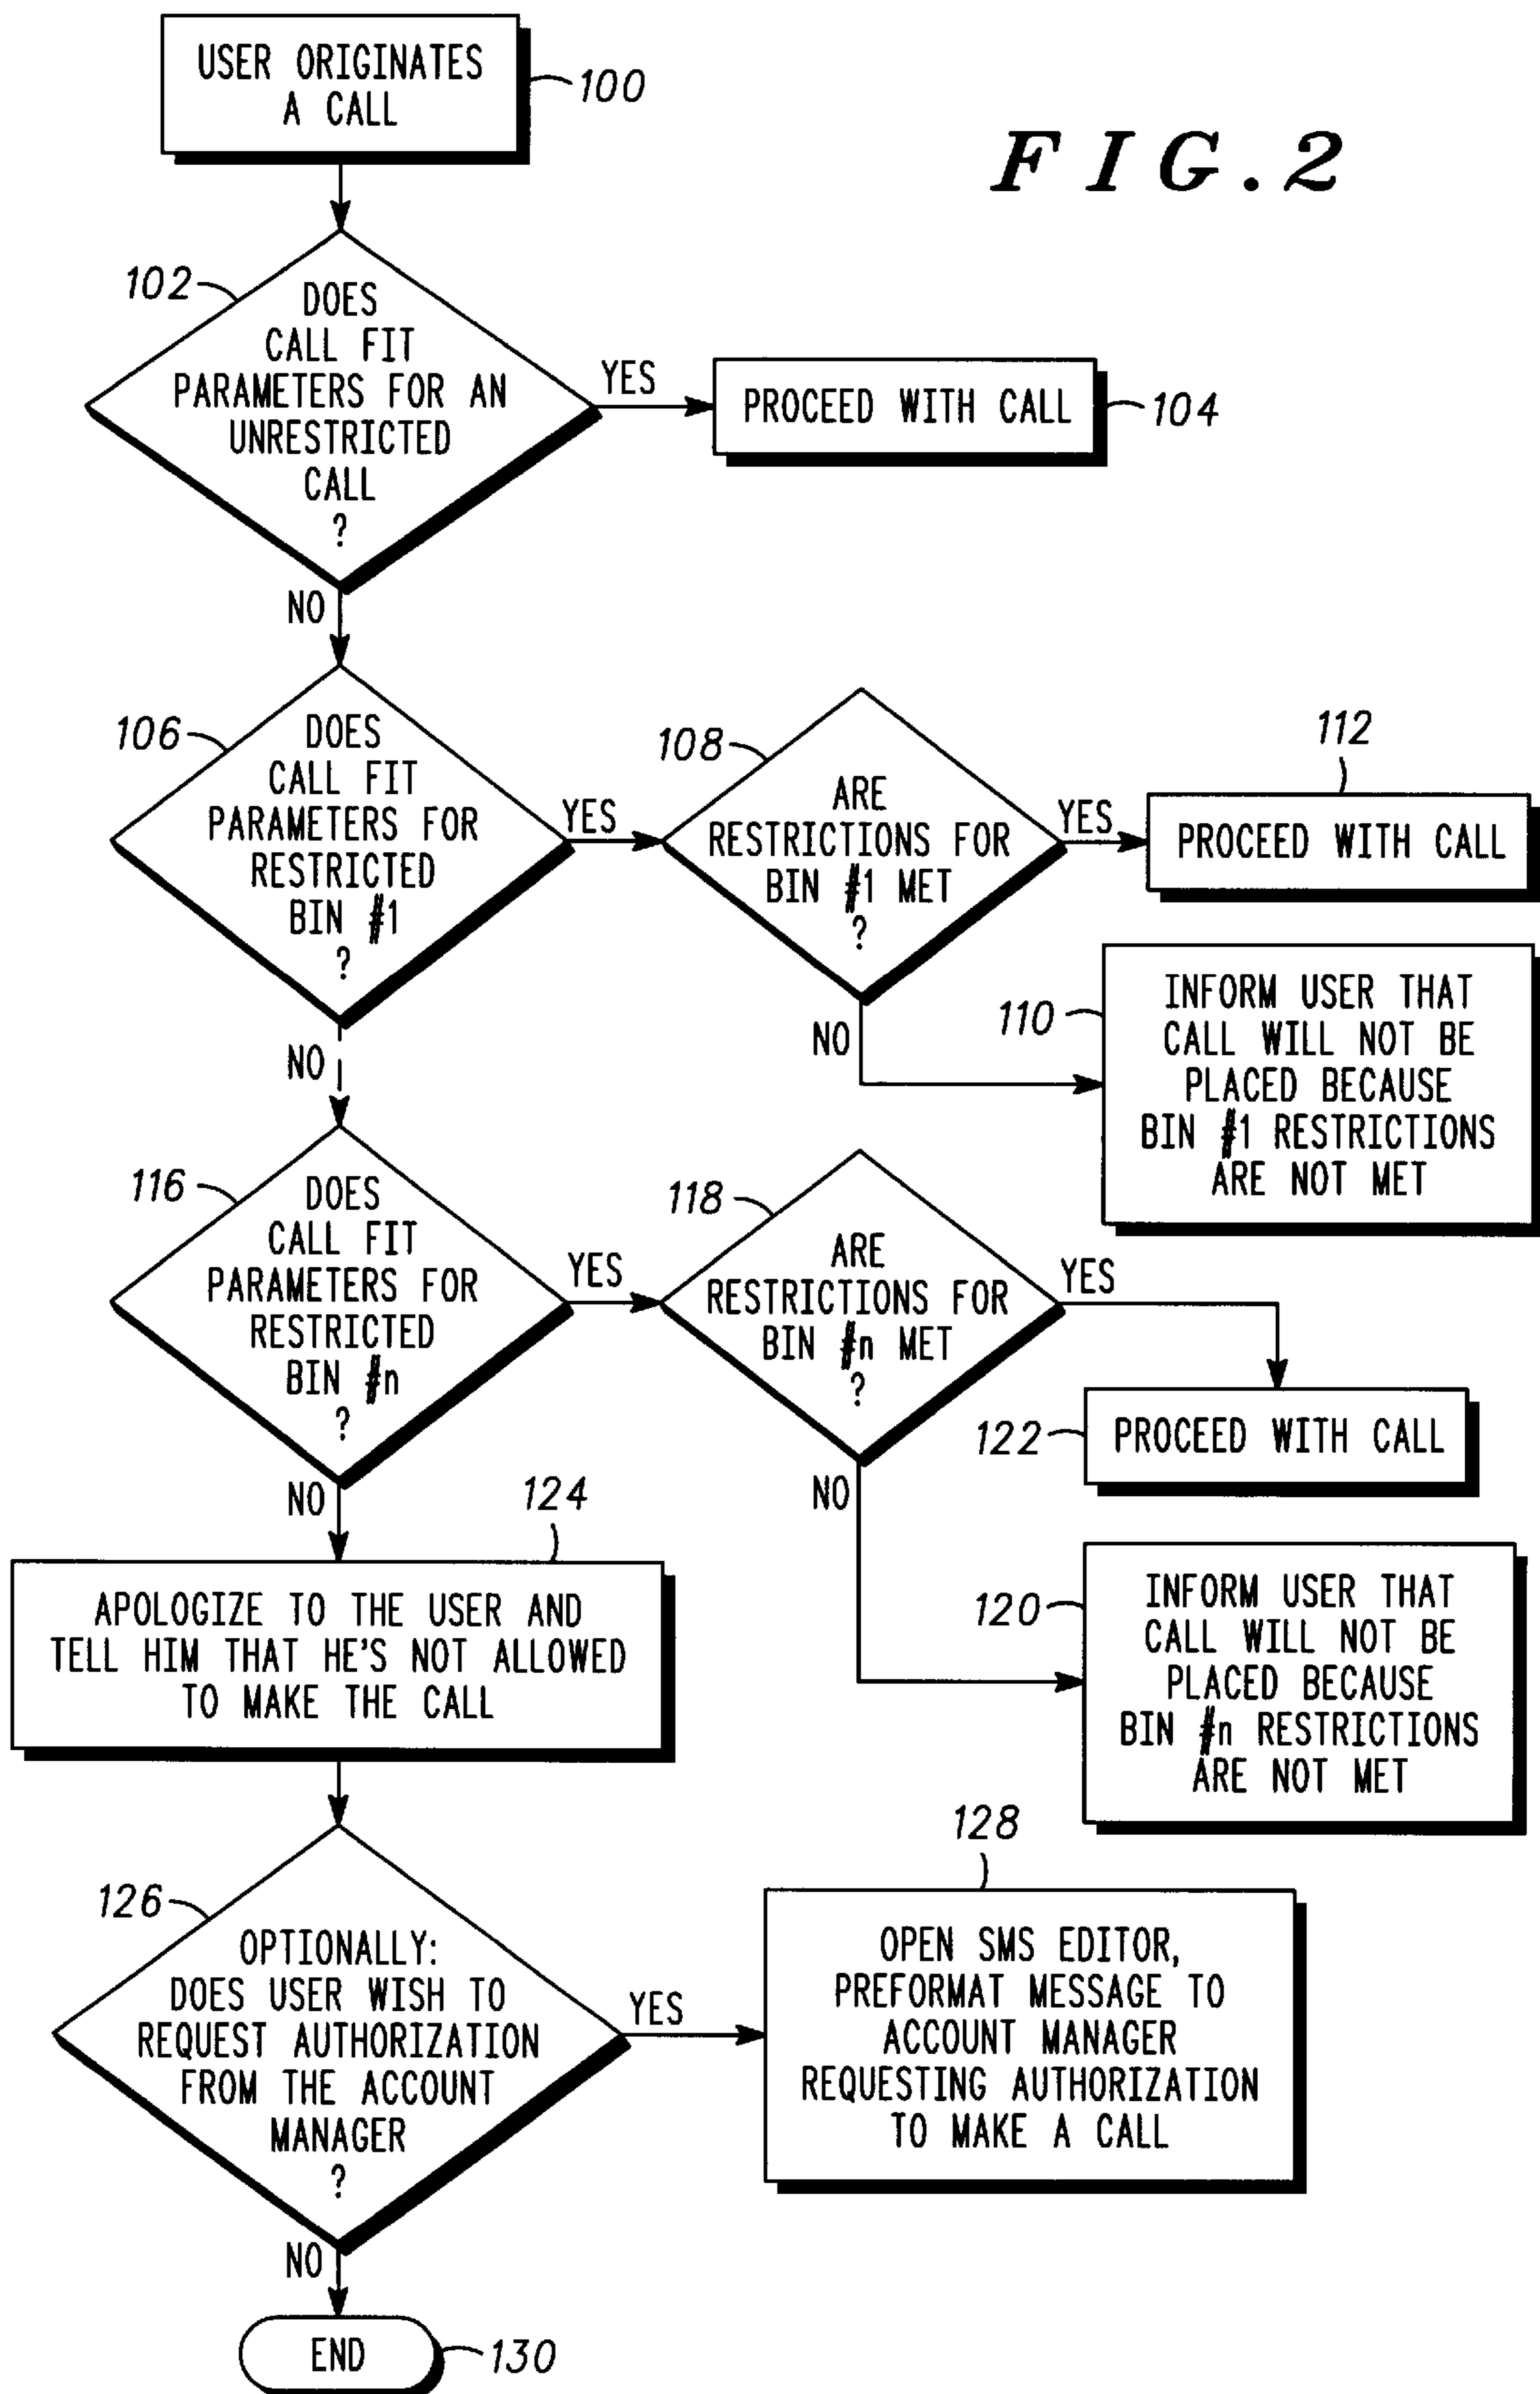 USER ORIGINATES
A CALL
100
FIG.2
102
DOES
CALL FIT
PARAMETERS FOR AN
UNRESTRICTED
CALL
?
YES
PROCEED WITH CALL
104
NO
106
DOES
CALL FIT
PARAMETERS FOR
RESTRICTED
BIN #1
?
YES
108
ARE
RESTRICTIONS FOR
BIN #1 MET
?
YES
112
PROCEED WITH CALL
NO
110
INFORM USER THAT
CALL WILL NOT BE
PLACED BECAUSE
BIN #1 RESTRICTIONS
ARE NOT MET
NO
116
DOES
CALL FIT
PARAMETERS FOR
RESTRICTED
BIN #n
?
YES
118
ARE
RESTRICTIONS FOR
BIN #n MET
?
YES
122
PROCEED WITH CALL
NO
120
INFORM USER THAT
CALL WILL NOT BE
PLACED BECAUSE
BIN #n RESTRICTIONS
ARE NOT MET
NO
124
APOLOGIZE TO THE USER AND
TELL HIM THAT HE'S NOT ALLOWED
TO MAKE THE CALL
126
OPTIONALLY:
DOES USER WISH TO
REQUEST AUTHORIZATION
FROM THE ACCOUNT
MANAGER
?
YES
128
OPEN SMS EDITOR,
PREFORMAT MESSAGE TO
ACCOUNT MANAGER
REQUESTING AUTHORIZATION
TO MAKE A CALL
NO
END
130